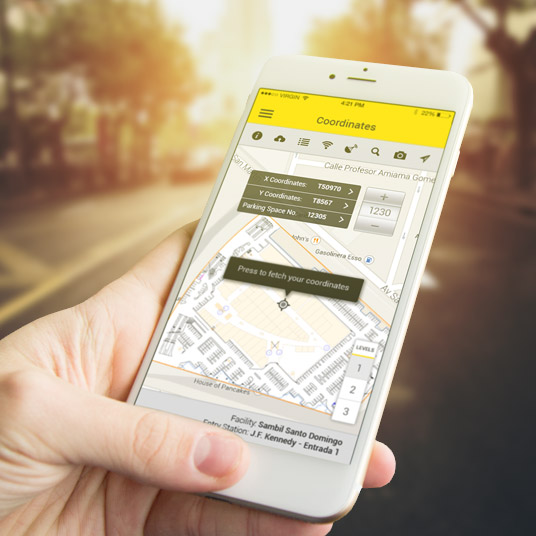 VIRGIN
4:21 PM
22%
Coordinates
Calle Profesor Amiama Gome
San M
X Coordinates: T50970
Y Coordinates: T8567
Parking Space No. 12305
+
1230
−
John's
Gasolinera Esso
Press to fetch your coordinates
LEVELS
1
2
3
House of Pancakes
Facility: Sambil Santo Domingo
Entry Station: J.F. Kennedy - Entrada 1